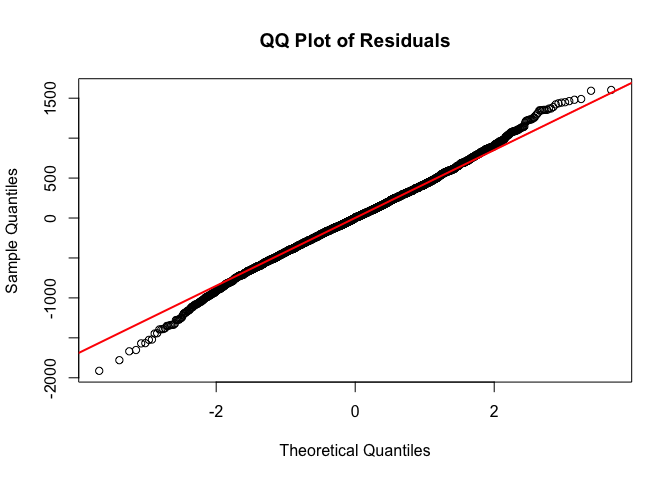 QQ Plot of Residuals
Sample Quantiles
1500
500
0
-1000
-2000
-2
0
2
Theoretical Quantiles